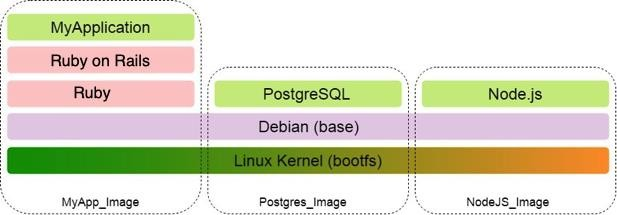 MyApplication
Ruby on Rails
Ruby
PostgreSQL
Node.js
Debian (base)
Linux Kernel (bootfs)
MyApp_Image
Postgres_Image
NodeJS_Image